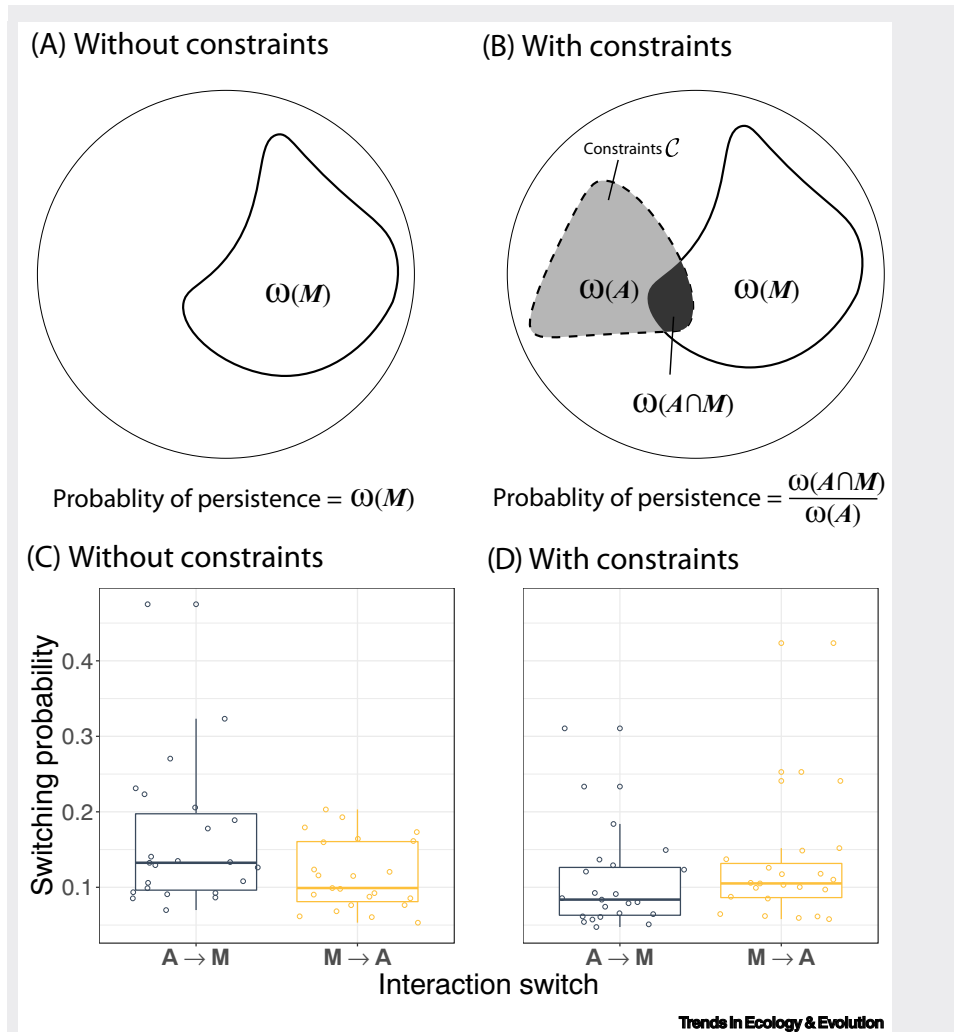 (A) Without constraints
ω(M)
Probablity of persistence = ω(M)
(B) With constraints
Constraints C
ω(A)
ω(M)
ω(A∩M)
Probablity of persistence = ω(A∩M) / ω(A)
(C) Without constraints
(D) With constraints
Switching probability
0.4
0.3
0.2
0.1
A → M
M → A
A → M
M → A
Interaction switch
Trends in Ecology & Evolution